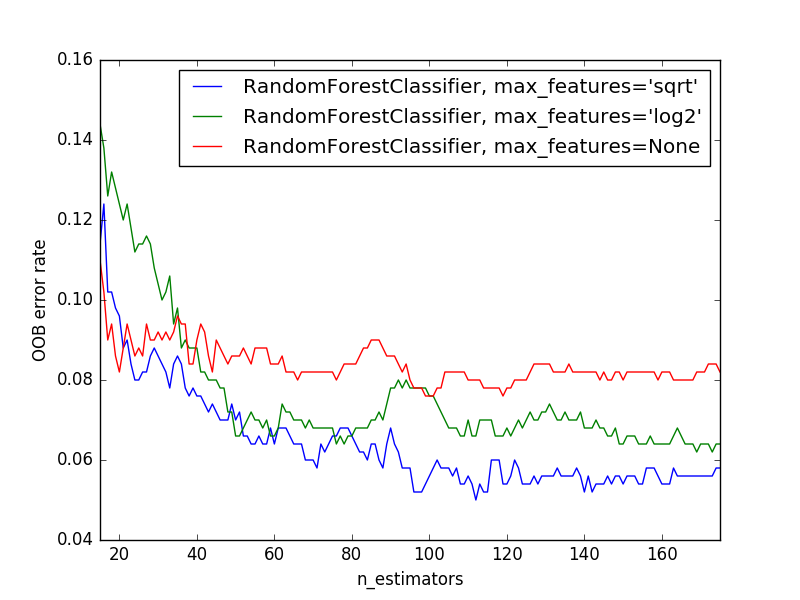 0.16
0.14
0.12
0.10
0.08
0.06
0.04
OOB error rate
RandomForestClassifier, max_features='sqrt'
RandomForestClassifier, max_features='log2'
RandomForestClassifier, max_features=None
20 40 60 80 100 120 140 160
n_estimators